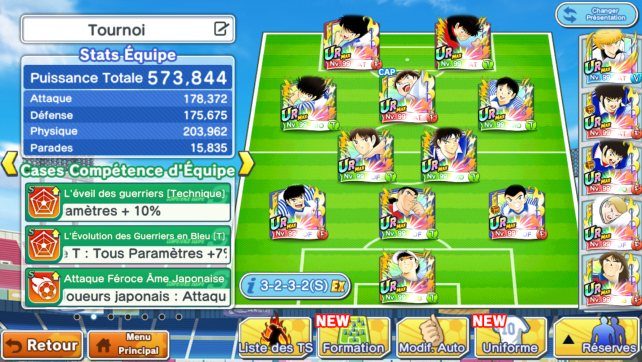 Tournoi
Changer
Présentation
Stats Équipe
Puissance Totale 573,844
Attaque 178,372
Défense 175,675
Physique 203,962
Parades 15,835
Cases Compétence d'Équipe
L'éveil des guerriers [Technique]
amètres + 10%
L'Évolution des Guerriers en Bleu [T]
e T : Tous Paramètres +7%
Attaque Féroce Âme Japonaise
oueurs japonais : Attaqu
CAP
3-2-3-2(S) Ex
Retour
Menu
Principal
Liste des TS
NEW
Formation
Modif. Auto
NEW
Uniforme
Réserves